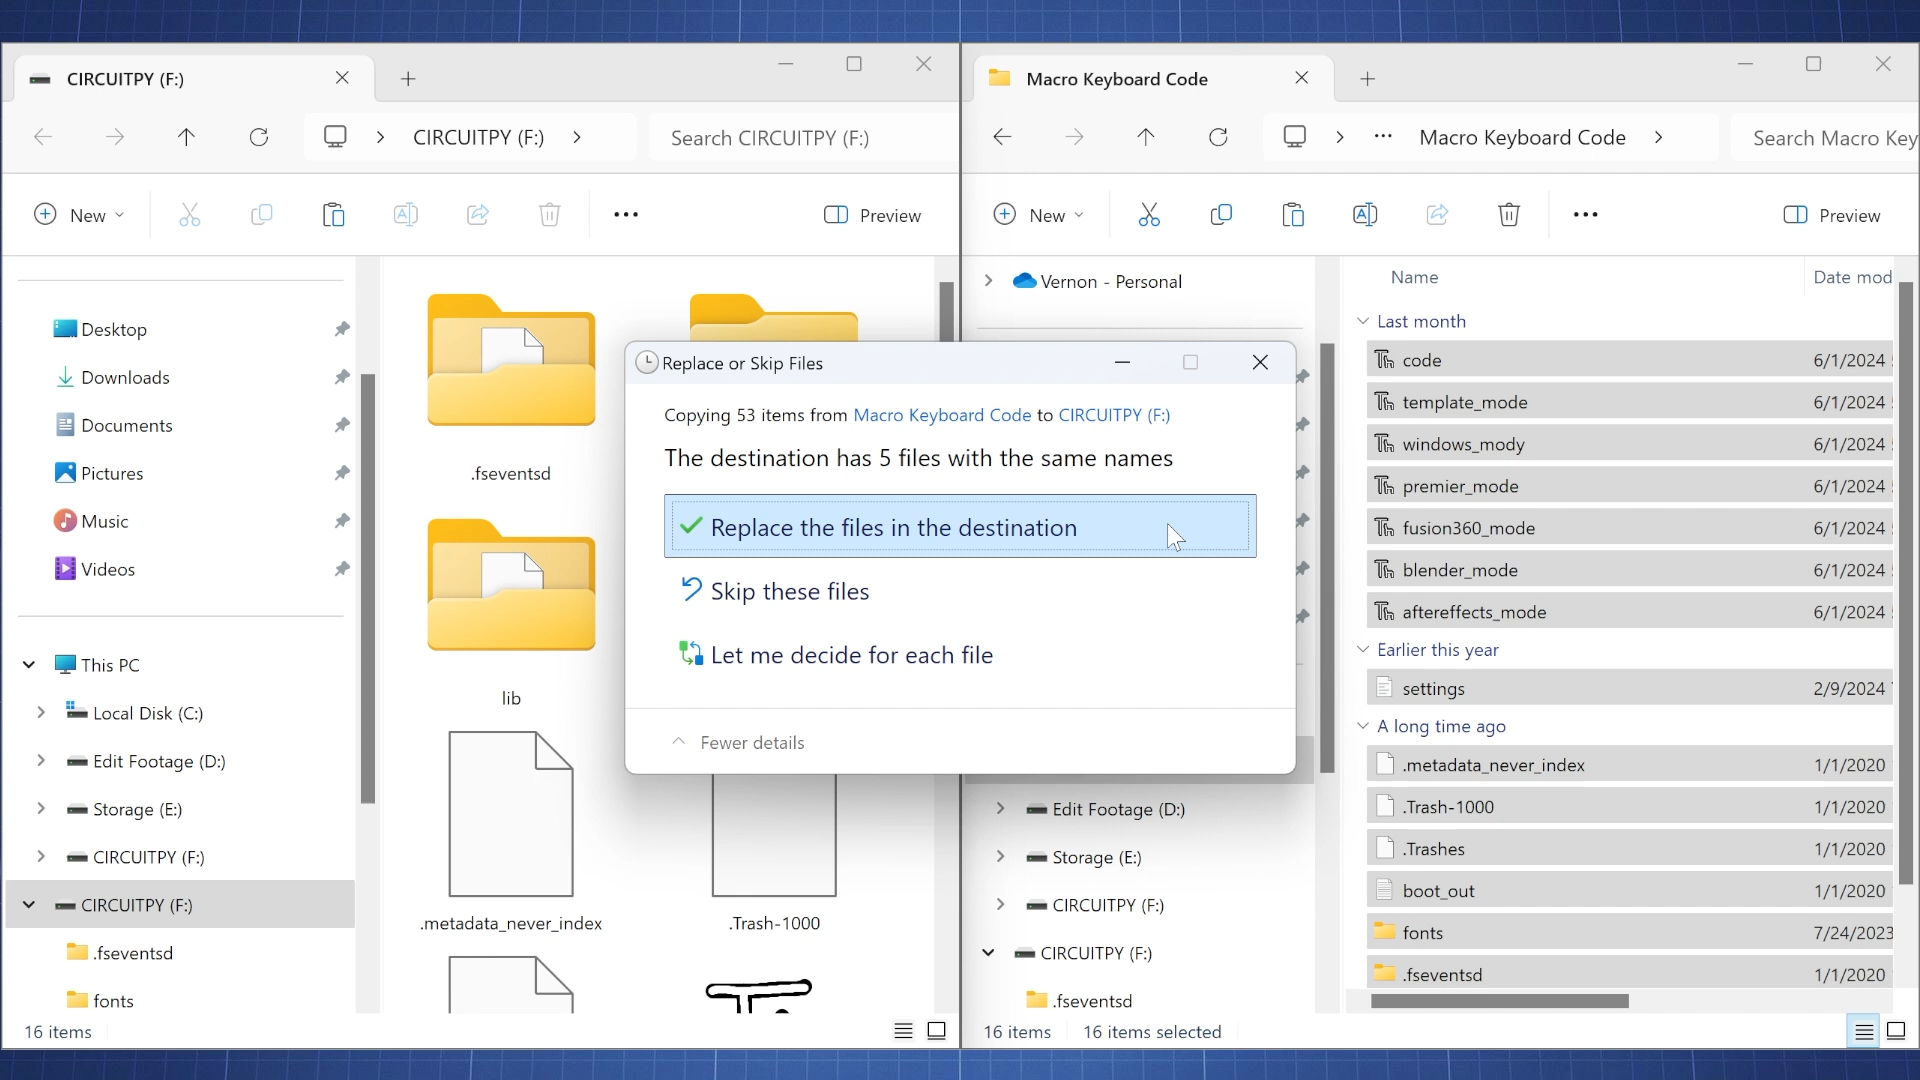 CIRCUITPY (F:)
CIRCUITPY (F:)
Search CIRCUITPY (F:)
New
Preview
Desktop
Downloads
Documents
Pictures
Music
Videos
This PC
Local Disk (C:)
Edit Footage (D:)
Storage (E:)
CIRCUITPY (F:)
CIRCUITPY (F:)
.fseventsd
fonts
16 items
.fseventsd
lib
.metadata_never_index
.Trash-1000
Replace or Skip Files
Copying 53 items from Macro Keyboard Code to CIRCUITPY (F:)
The destination has 5 files with the same names
Replace the files in the destination
Skip these files
Let me decide for each file
Fewer details
Macro Keyboard Code
Macro Keyboard Code
Search Macro Key
New
Preview
Vernon - Personal
Edit Footage (D:)
Storage (E:)
CIRCUITPY (F:)
CIRCUITPY (F:)
.fseventsd
16 items
16 items selected
Name
Date mod
Last month
code 6/1/2024
template_mode 6/1/2024
windows_mody 6/1/2024
premier_mode 6/1/2024
fusion360_mode 6/1/2024
blender_mode 6/1/2024
aftereffects_mode 6/1/2024
Earlier this year
settings 2/9/2024
A long time ago
.metadata_never_index 1/1/2020
.Trash-1000 1/1/2020
.Trashes 1/1/2020
boot_out 1/1/2020
fonts 7/24/2023
.fseventsd 1/1/2020